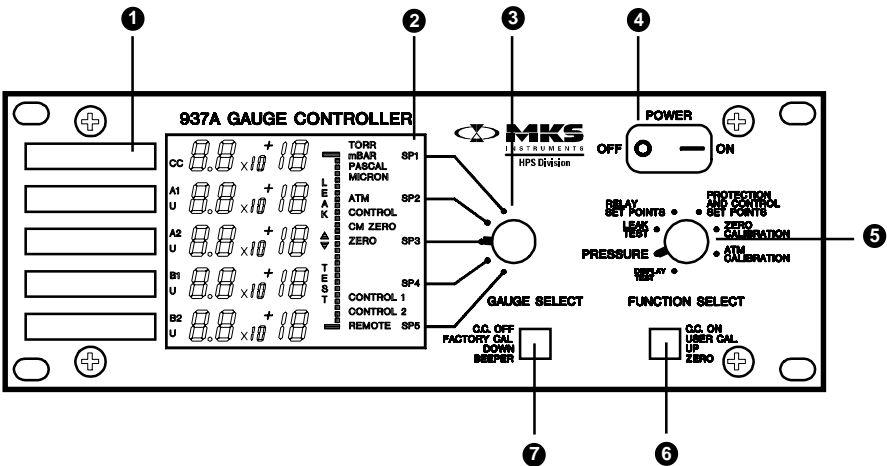 1
2
3
4
937A GAUGE CONTROLLER
MKS
INSTRUMENTS
HPS Division
POWER
OFF
ON
CC
8.8 x10 +18
A1
U
8.8 x10 +18
A2
U
8.8 x10 +18
B1
U
8.8 x10 +18
B2
U
8.8 x10 +18
LEAK
TEST
TORR
mBAR
PASCAL
MICRON
SP1
ATM
SP2
CONTROL
CM ZERO
ZERO
SP3
SP4
CONTROL 1
CONTROL 2
REMOTE
SP5
GAUGE SELECT
RELAY
SET POINTS
PROTECTION
AND CONTROL
SET POINTS
LEAK
TEST
ZERO
CALIBRATION
PRESSURE
ATM
CALIBRATION
DISPLAY
TEST
5
FUNCTION SELECT
C.C. OFF
FACTORY CAL.
DOWN
BEEPER
C.C. ON
USER CAL.
UP
ZERO
7
6